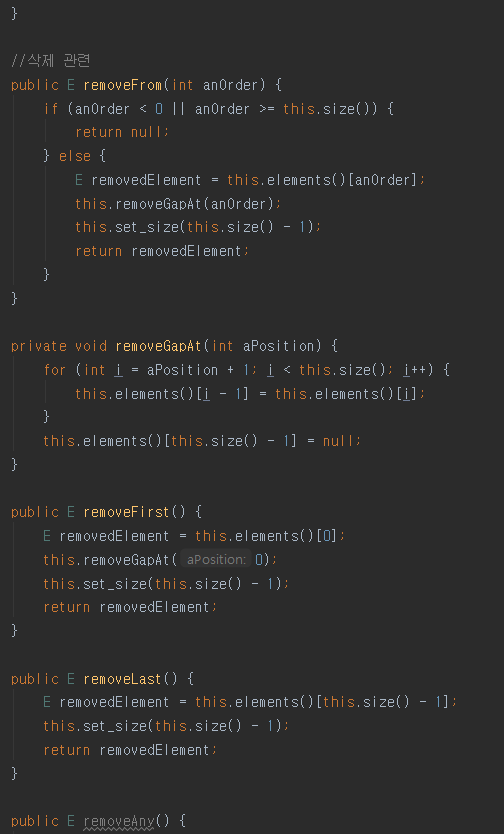 }
//삭제 관련
public E removeFrom(int anOrder) {
if (anOrder < 0 || anOrder >= this.size()) {
return null;
} else {
E removedElement = this.elements()[anOrder];
this.removeGapAt(anOrder);
this.set_size(this.size() - 1);
return removedElement;
}
}
private void removeGapAt(int aPosition) {
for (int i = aPosition + 1; i < this.size(); i++) {
this.elements()[i - 1] = this.elements()[i];
}
this.elements()[this.size() - 1] = null;
}
public E removeFirst() {
E removedElement = this.elements()[0];
this.removeGapAt( aPosition: 0);
this.set_size(this.size() - 1);
return removedElement;
}
public E removeLast() {
E removedElement = this.elements()[this.size() - 1];
this.set_size(this.size() - 1);
return removedElement;
}
public E removeAny() {